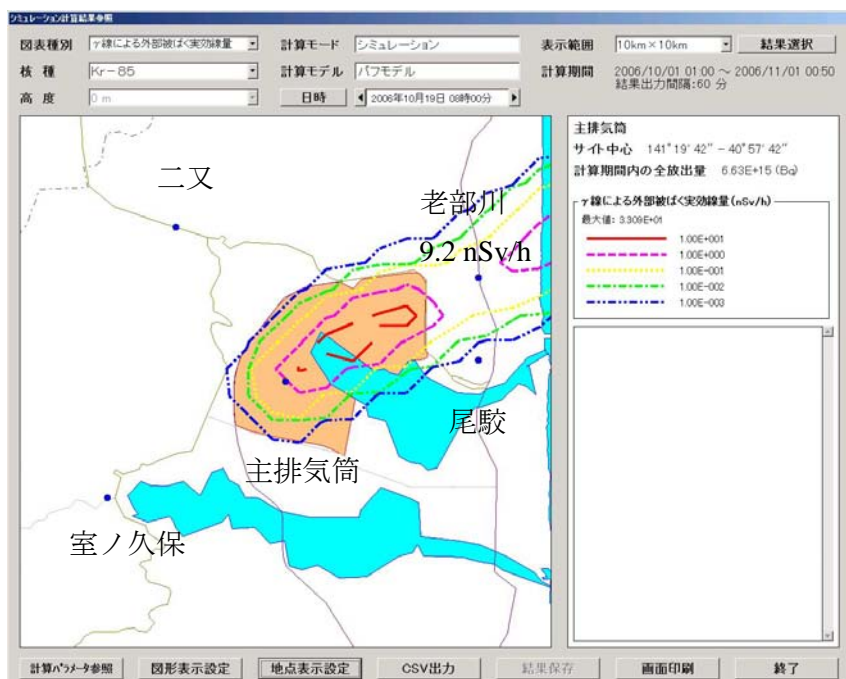 シミュレーション計算結果参照
図表種別 γ線による外部被ばく実効線量 計算モード シミュレーション 表示範囲 10km×10km 結果選択
核 種 Kr-85 計算モデル パフモデル 計算期間 2006/10/01 01:00 ～ 2006/11/01 00:50
結果出力間隔:60 分
高 度 0 m 日時 2006年10月19日 08時00分
主排気筒
サイト中心 141°19′42″ - 40°57′42″
計算期間内の全放出量 6.63E+15 (Bq)
γ線による外部被ばく実効線量(nSv/h)
最大値: 3.309E+01
1.00E+001
1.00E+000
1.00E-001
1.00E-002
1.00E-003
二又
老部川
9.2 nSv/h
尾駮
主排気筒
室ノ久保
計算パラメータ参照 図形表示設定 地点表示設定 CSV出力 結果保存 画面印刷 終了